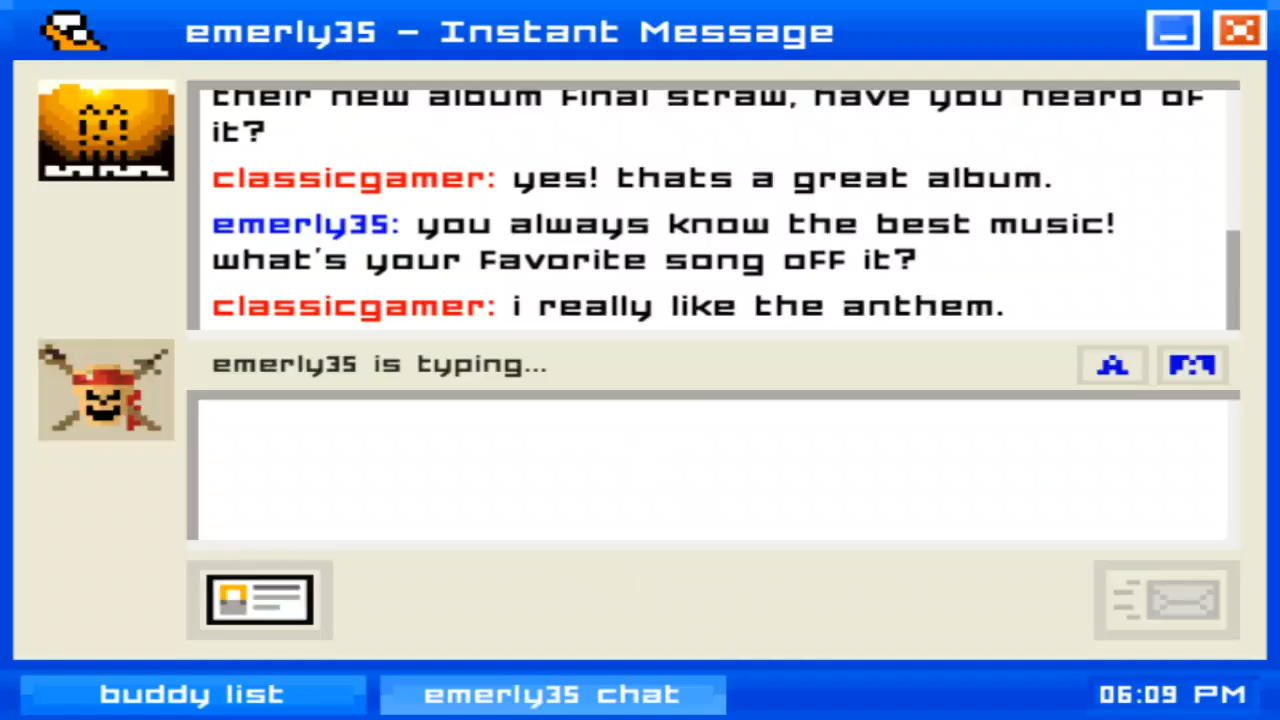 emerly35 - Instant Message
their new album final straw, have you heard of
it?
classicgamer: yes! thats a great album.
emerly35: you always know the best music!
what's your favorite song off it?
classicgamer: i really like the anthem.
emerly35 is typing...
A
buddy list
emerly35 chat
06:09 PM